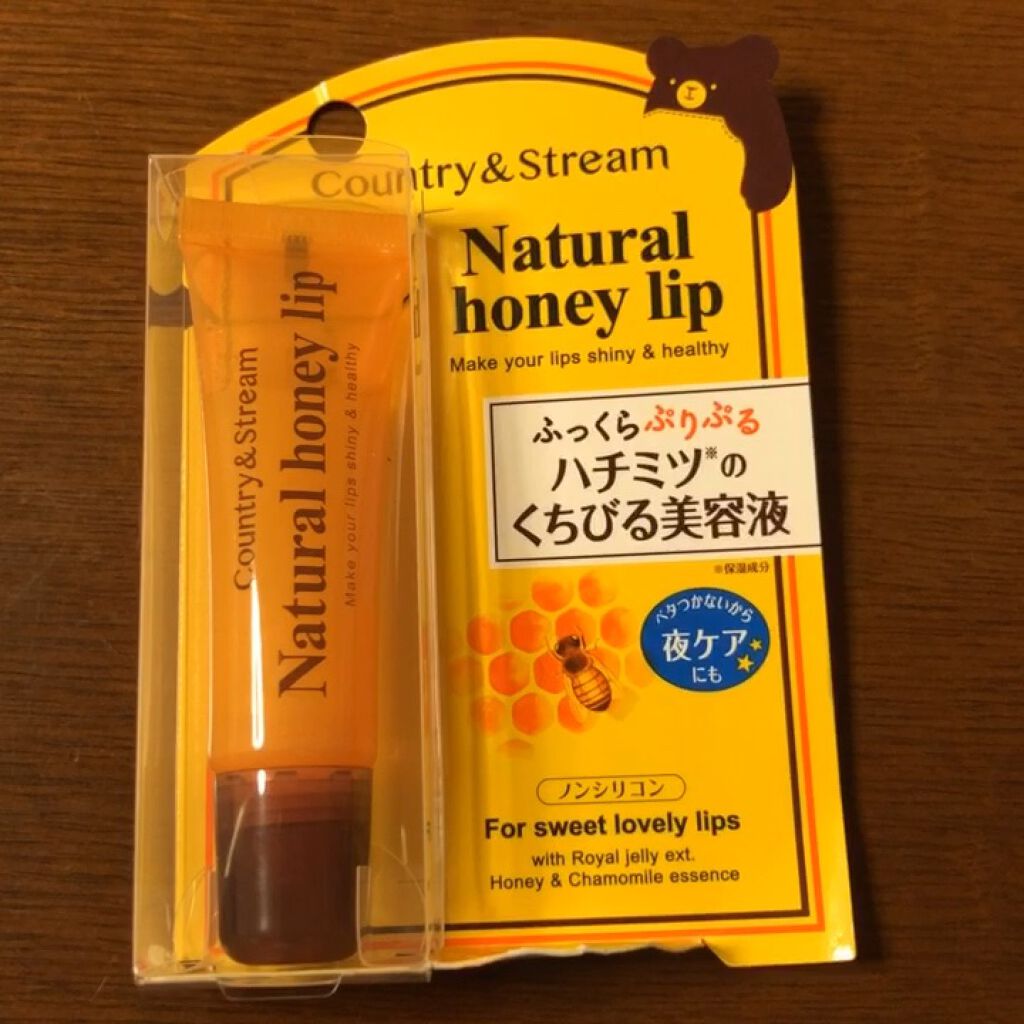 Country&Stream
Natural
honey lip
Make your lips shiny & healthy
ふっくらぷりぷる
ハチミツ※の
くちびる美容液
※保湿成分
ベタつかないから
夜ケア
にも
ノンシリコン
For sweet lovely lips
with Royal jelly ext.
Honey & Chamomile essence
Country&Stream
Natural honey lip
Make your lips shiny & healthy